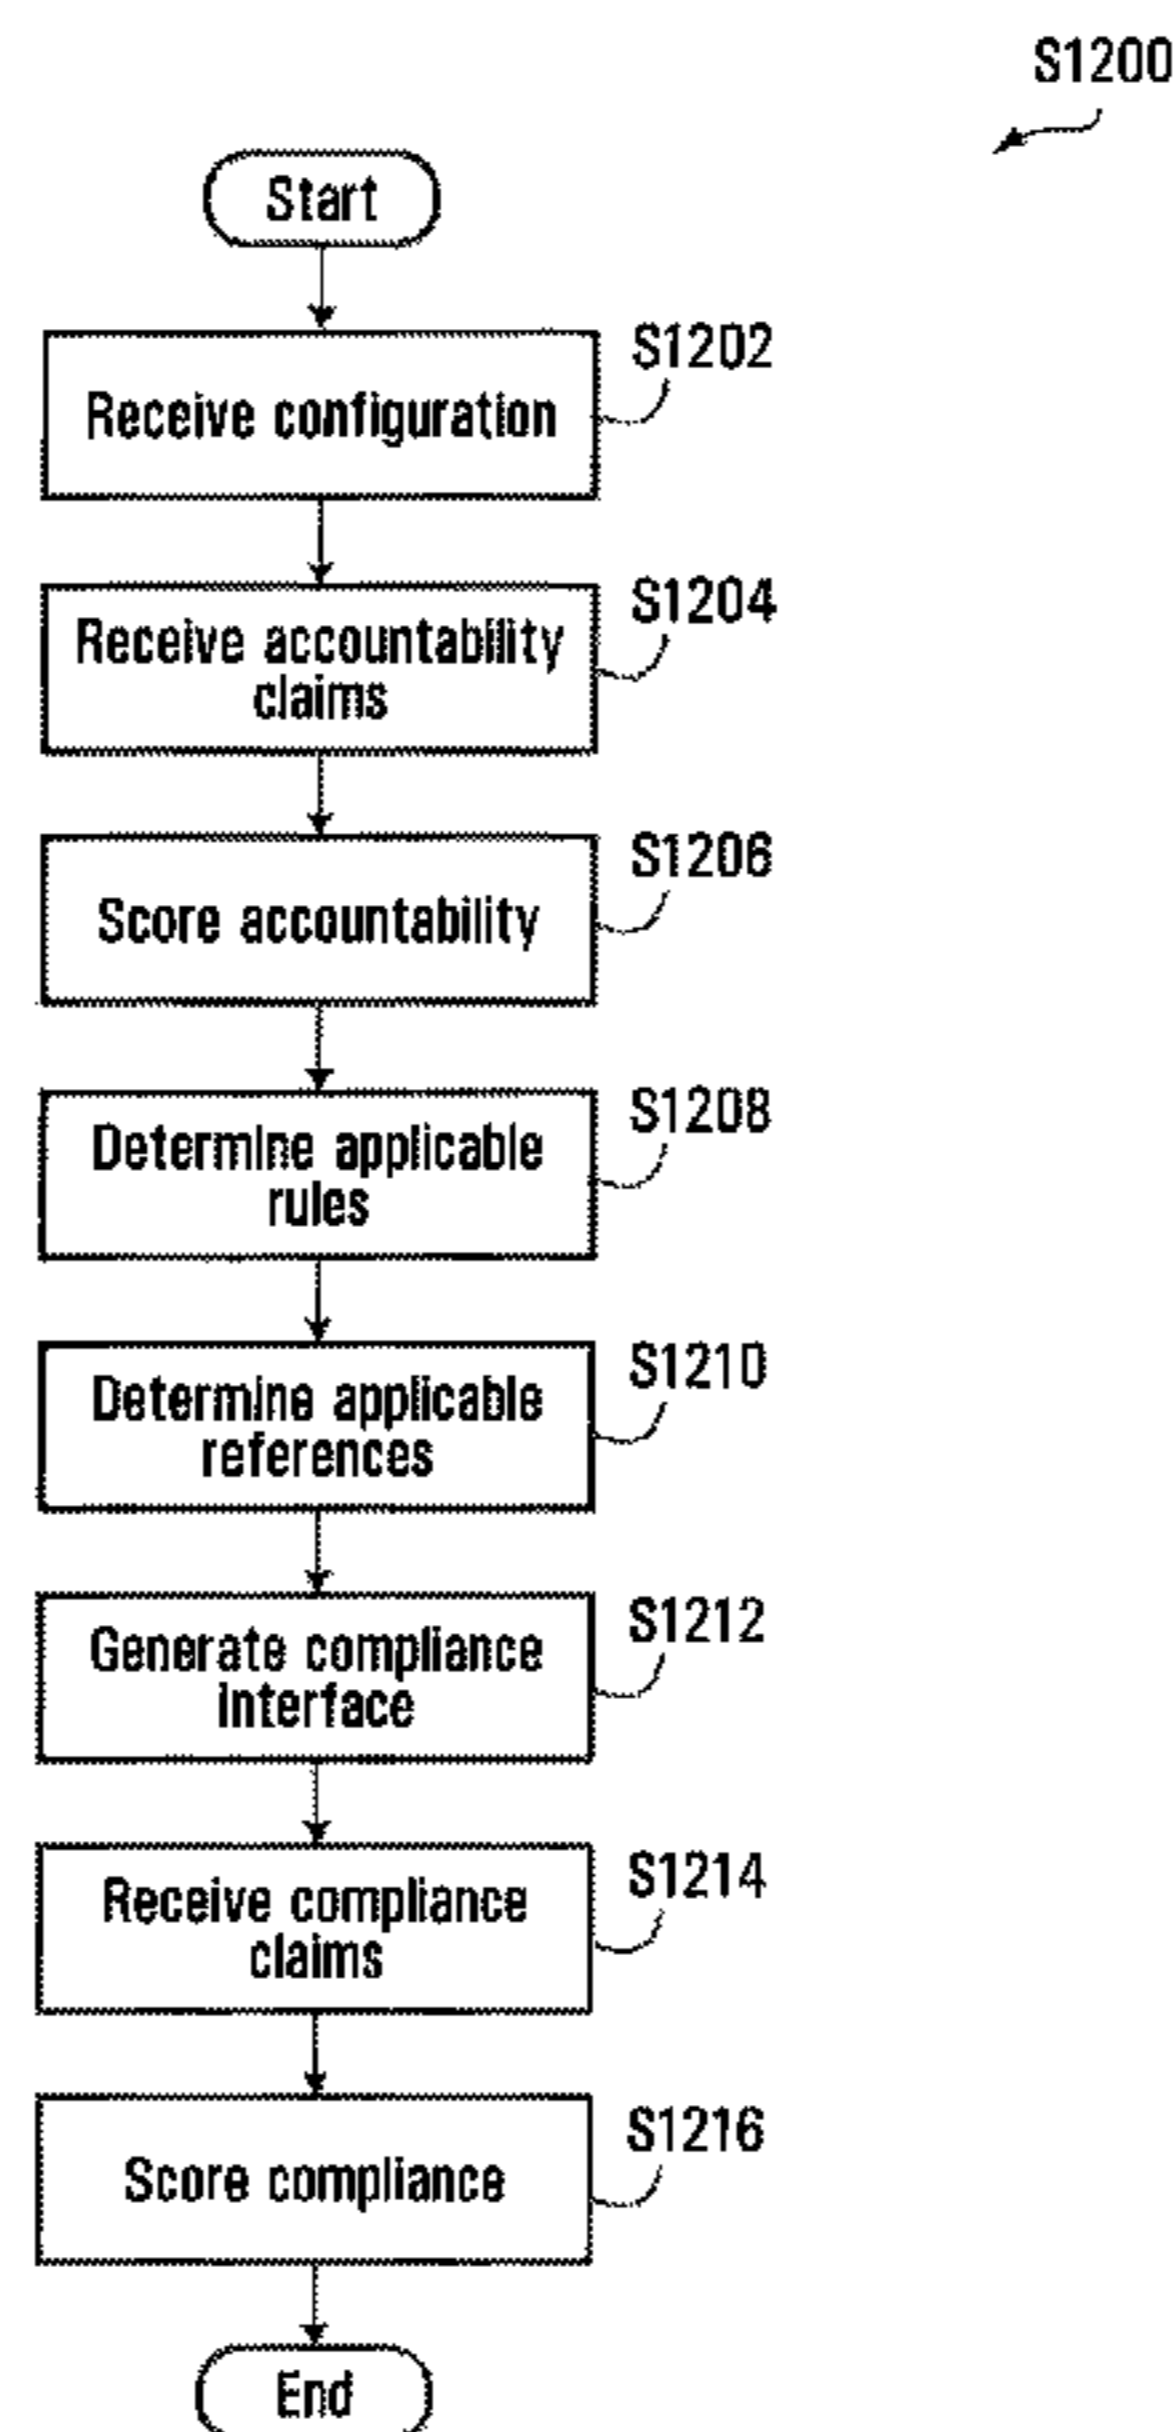 S1200
Start
S1202
Receive configuration
S1204
Receive accountability
claims
S1206
Score accountability
S1208
Determine applicable
rules
S1210
Determine applicable
references
S1212
Generate compliance
interface
S1214
Receive compliance
claims
S1216
Score compliance
End